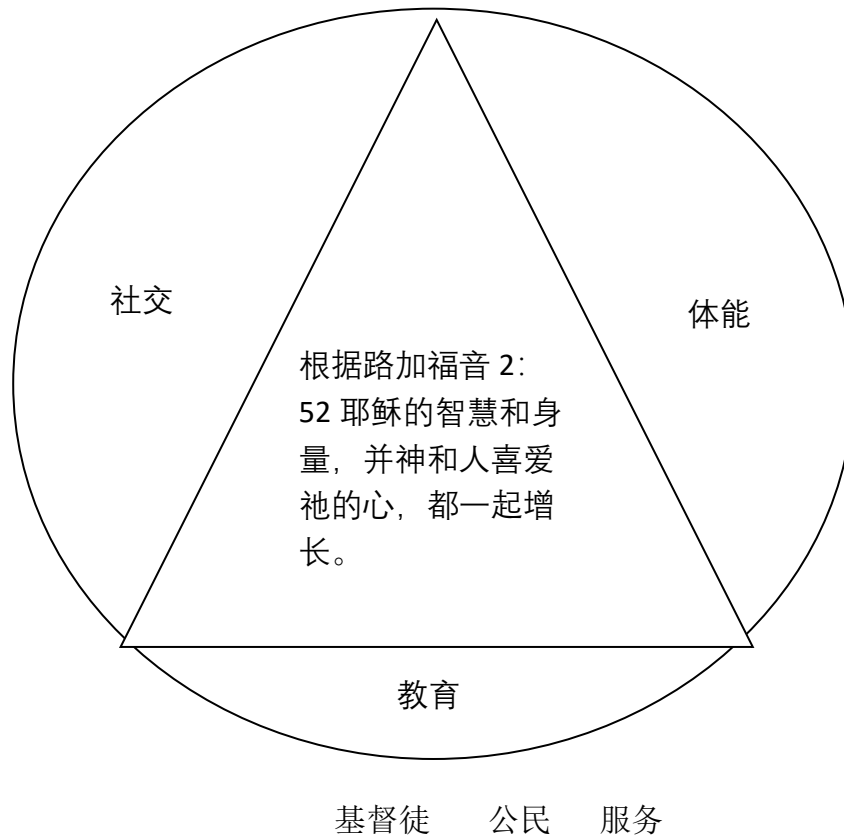 社交
体能
根据路加福音 2：
52 耶稣的智慧和身
量，并神和人喜爱
祂的心，都一起增
长。
教育
基督徒 公民 服务